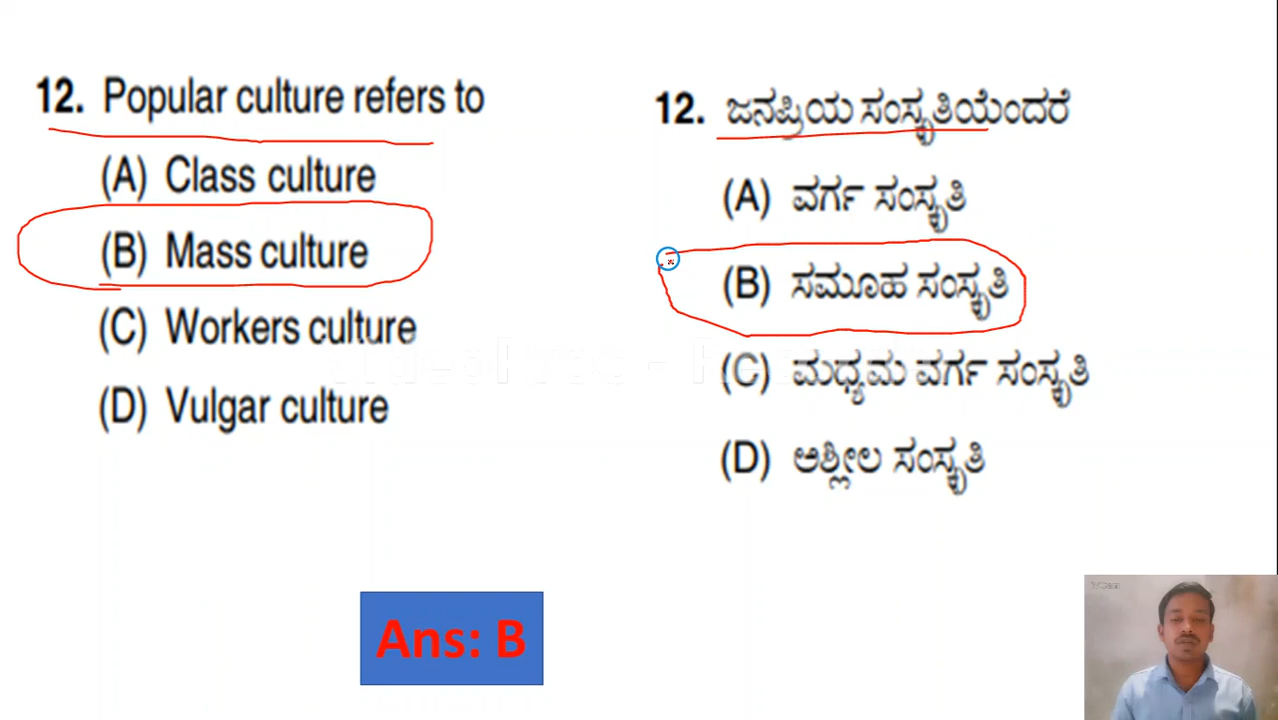 12. Popular culture refers to
(A) Class culture
(B) Mass culture
(C) Workers culture
(D) Vulgar culture
12. ಜನಪ್ರಿಯ ಸಂಸ್ಕೃತಿಯೆಂದರೆ
(A) ವರ್ಗ ಸಂಸ್ಕೃತಿ
(B) ಸಮೂಹ ಸಂಸ್ಕೃತಿ
(C) ಮಧ್ಯಮ ವರ್ಗ ಸಂಸ್ಕೃತಿ
(D) ಅಶ್ಲೀಲ ಸಂಸ್ಕೃತಿ
Ans: B